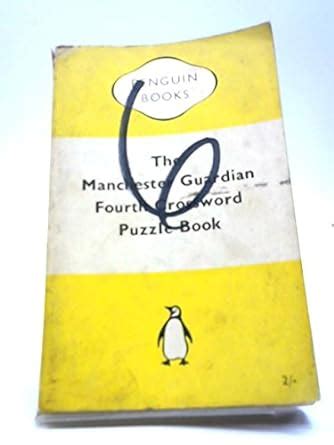 PENGUIN
BOOKS
The
Manchester Guardian
Fourth Crossword
Puzzle Book
6
2/-